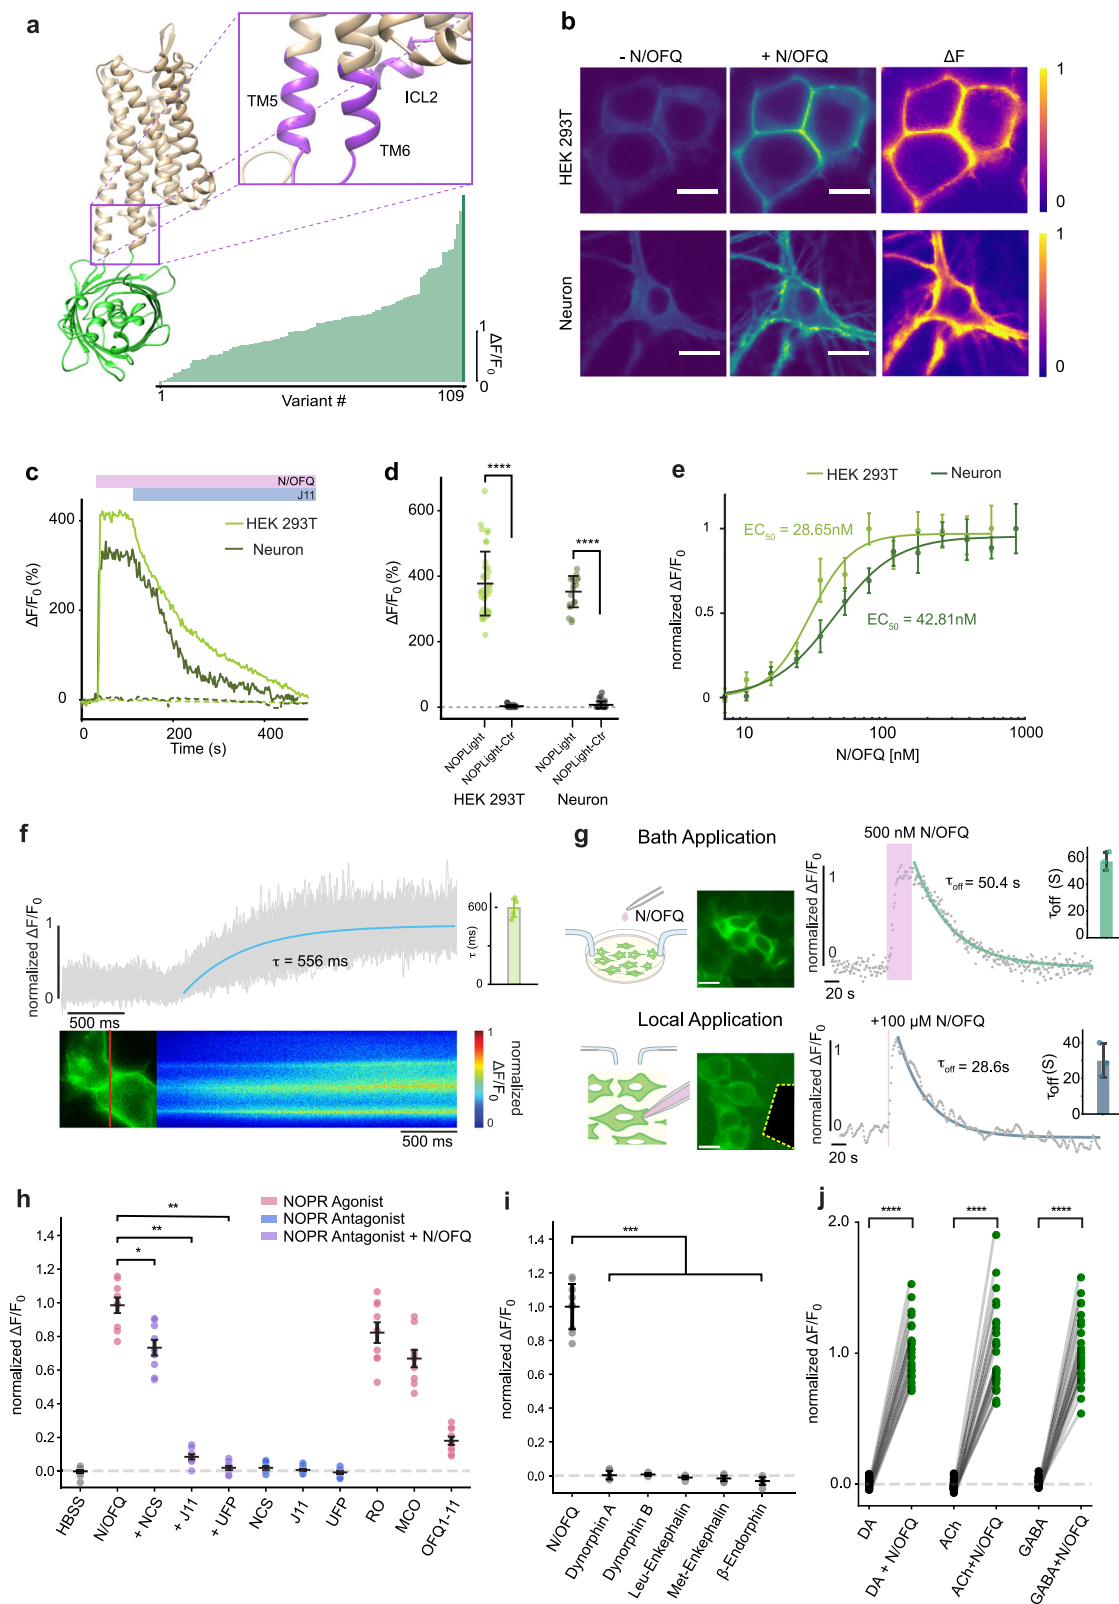 a
TM5
ICL2
TM6
1
ΔF/F0
0
1
Variant #
109
b
- N/OFQ
+ N/OFQ
ΔF
HEK 293T
1
0
Neuron
1
0
c
N/OFQ
J11
HEK 293T
Neuron
ΔF/F0 (%)
400
200
0
0
200
400
Time (s)
d
****
****
ΔF/F0 (%)
600
400
200
0
NOPLight
NOPLight-Ctr
NOPLight
NOPLight-Ctr
HEK 293T
Neuron
e
HEK 293T
Neuron
EC50 = 28.65nM
EC50 = 42.81nM
normalized ΔF/F0
1
0.5
0
10
100
1000
N/OFQ [nM]
f
normalized ΔF/F0
1
0
τ = 556 ms
500 ms
τ (ms)
600
0
1
0
normalized ΔF/F0
500 ms
g
Bath Application
N/OFQ
500 nM N/OFQ
normalized ΔF/F0
1
0
τoff = 50.4 s
20 s
τoff (S)
60
40
20
0
Local Application
+100 μM N/OFQ
normalized ΔF/F0
1
0
τoff = 28.6s
20 s
τoff (S)
40
20
0
h
NOPR Agonist
NOPR Antagonist
NOPR Antagonist + N/OFQ
**
**
*
normalized ΔF/F0
1.4
1.2
1.0
0.8
0.6
0.4
0.2
0.0
HBSS
N/OFQ
+ NCS
+ J11
+ UFP
NCS
J11
UFP
RO
MCO
OFQ1-11
i
***
normalized ΔF/F0
1.4
1.2
1.0
0.8
0.6
0.4
0.2
0.0
N/OFQ
Dynorphin A
Dynorphin B
Leu-Enkephalin
Met-Enkephalin
β-Endorphin
j
****
****
****
normalized ΔF/F0
2.0
1.0
0.0
DA
DA + N/OFQ
ACh
ACh+N/OFQ
GABA
GABA+N/OFQ